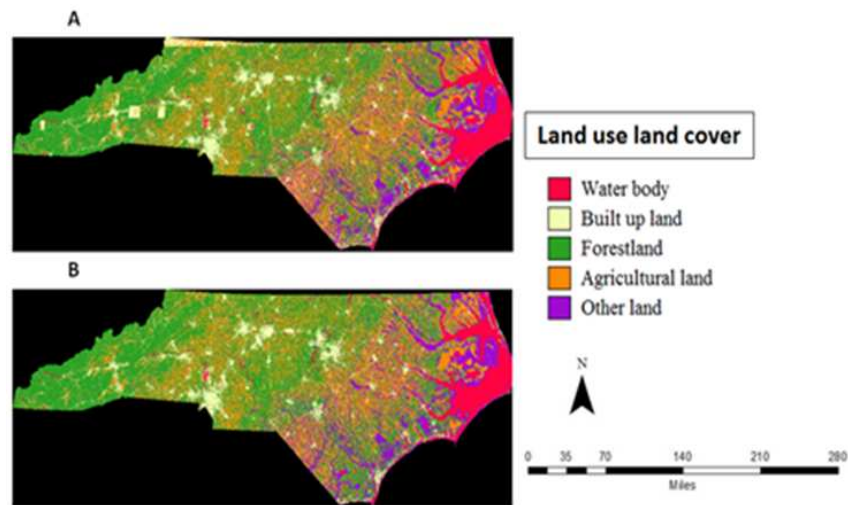 A
B
Land use land cover
Water body
Built up land
Forestland
Agricultural land
Other land
N
0 35 70 140 210 280
Miles